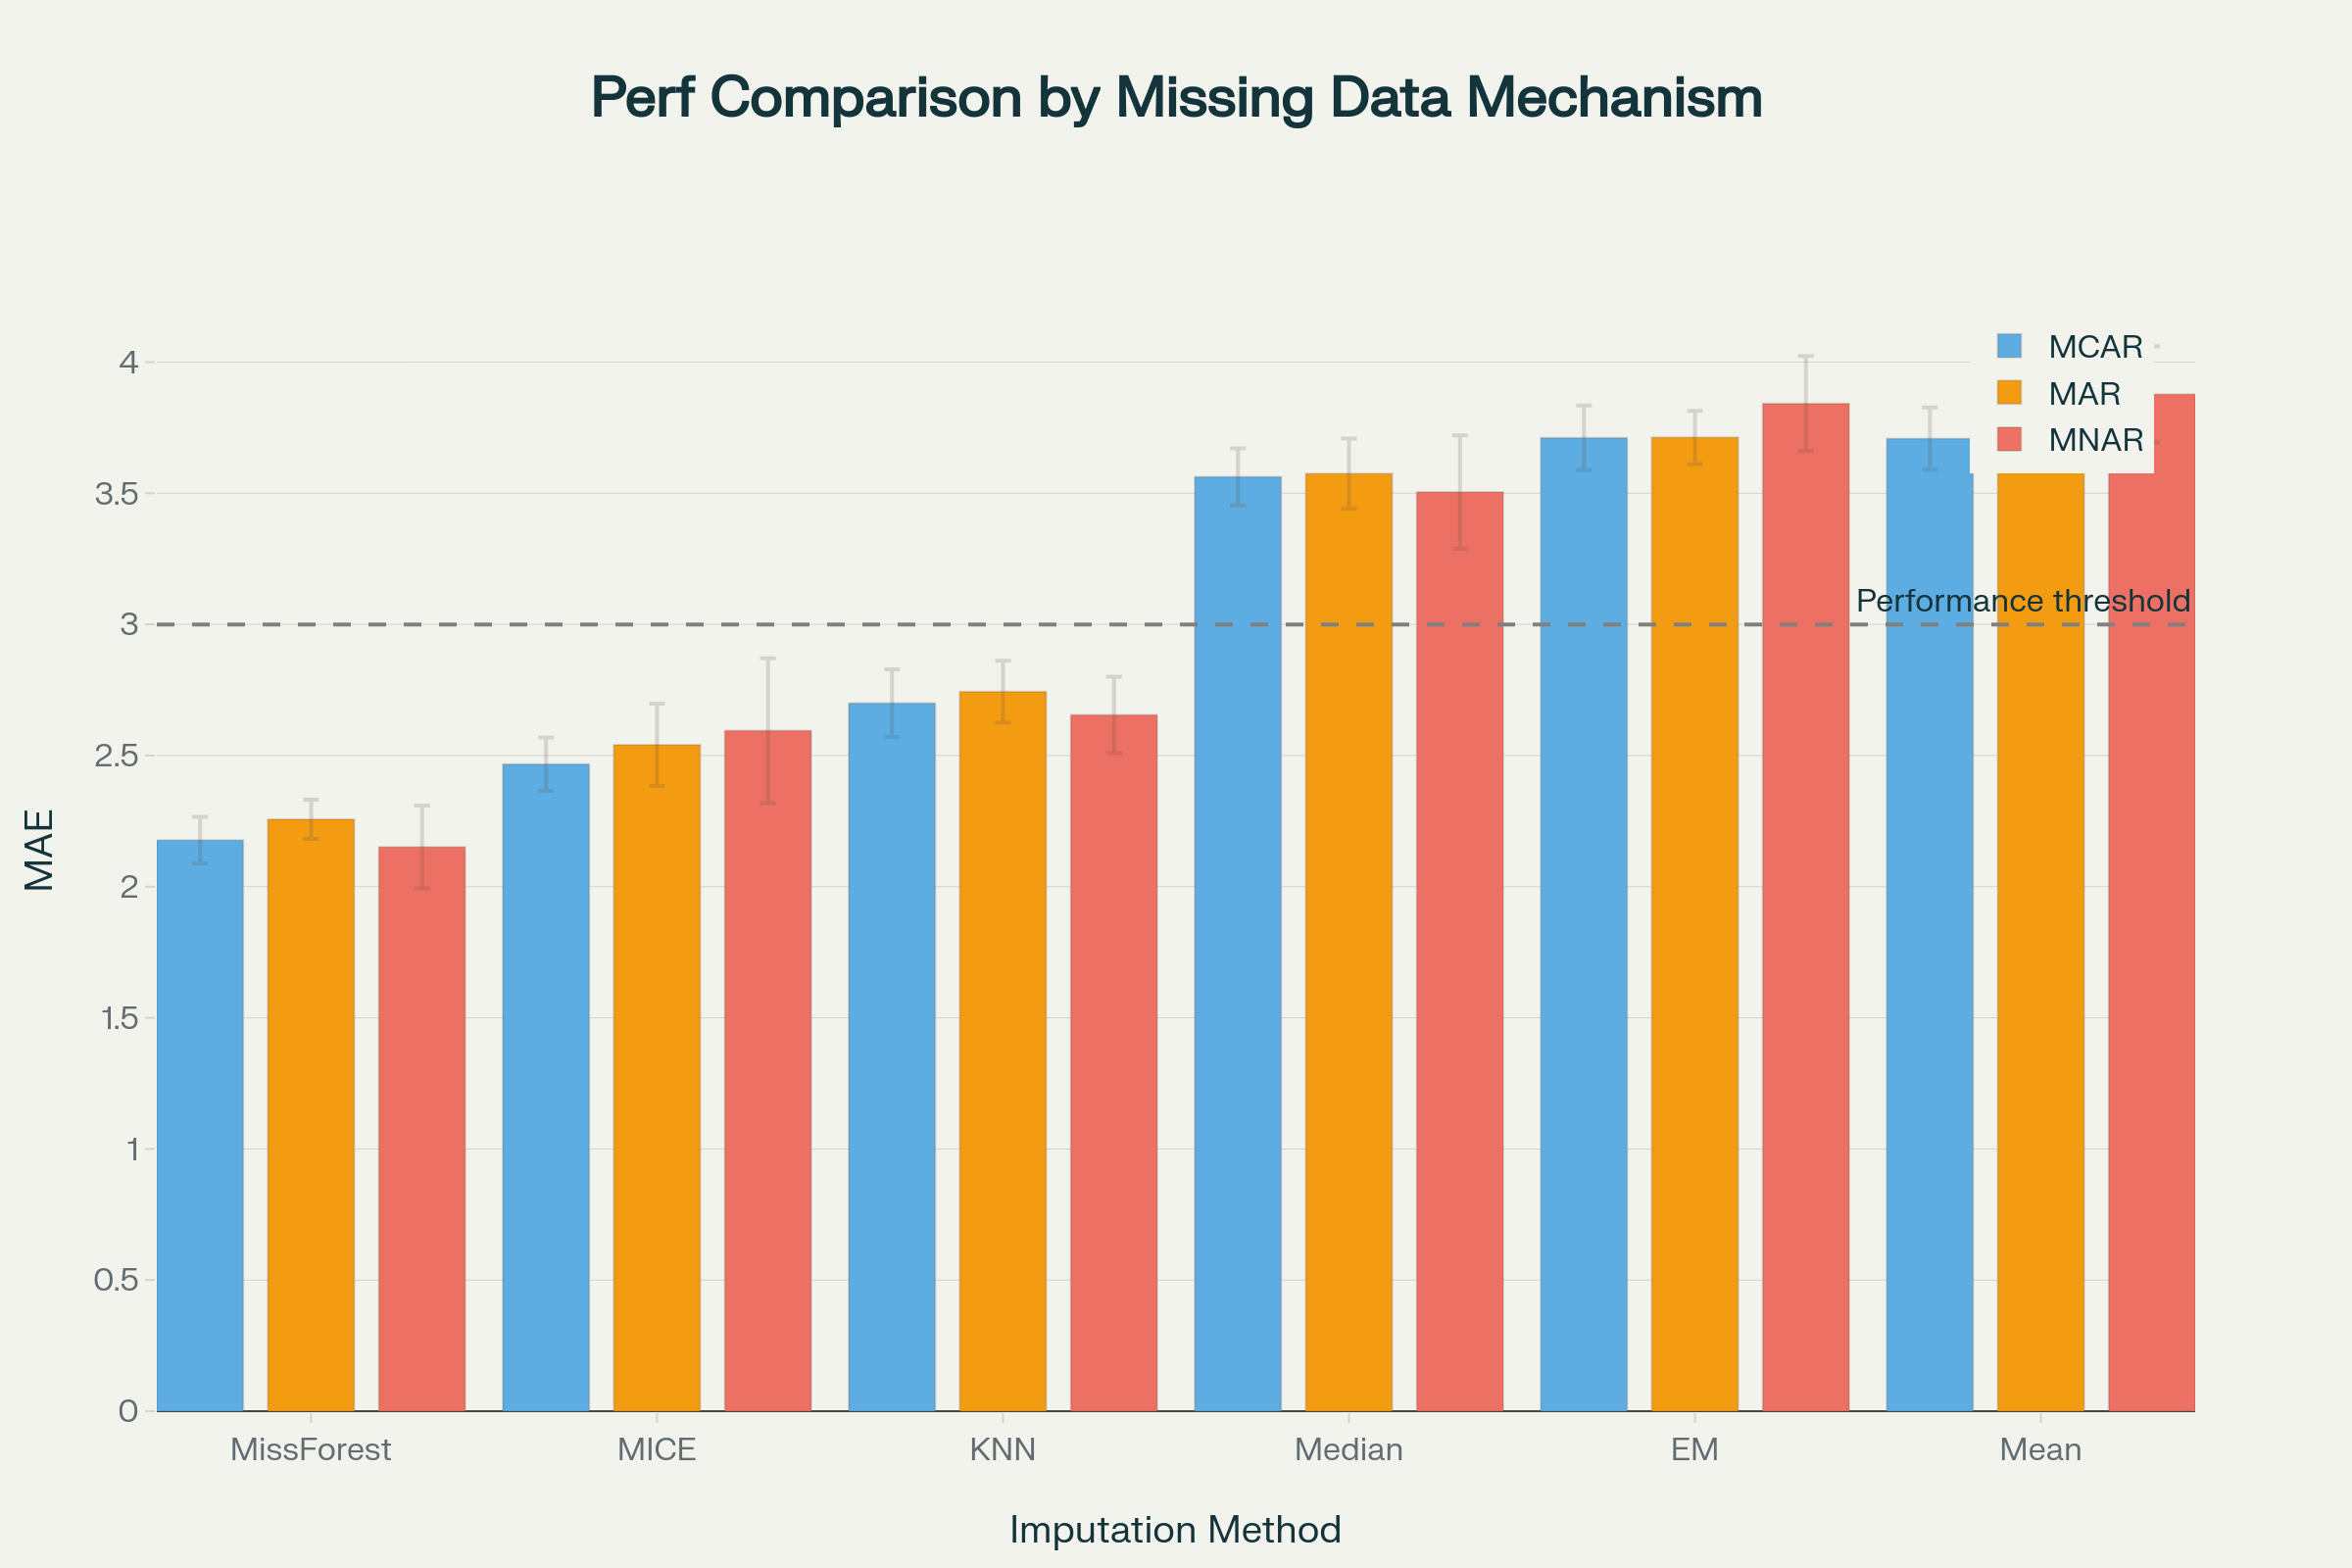 Perf Comparison by Missing Data Mechanism
MCAR
MAR
MNAR
4
3.5
3
2.5
2
1.5
1
0.5
0
Performance threshold
MAE
MissForest MICE KNN Median EM Mean
Imputation Method